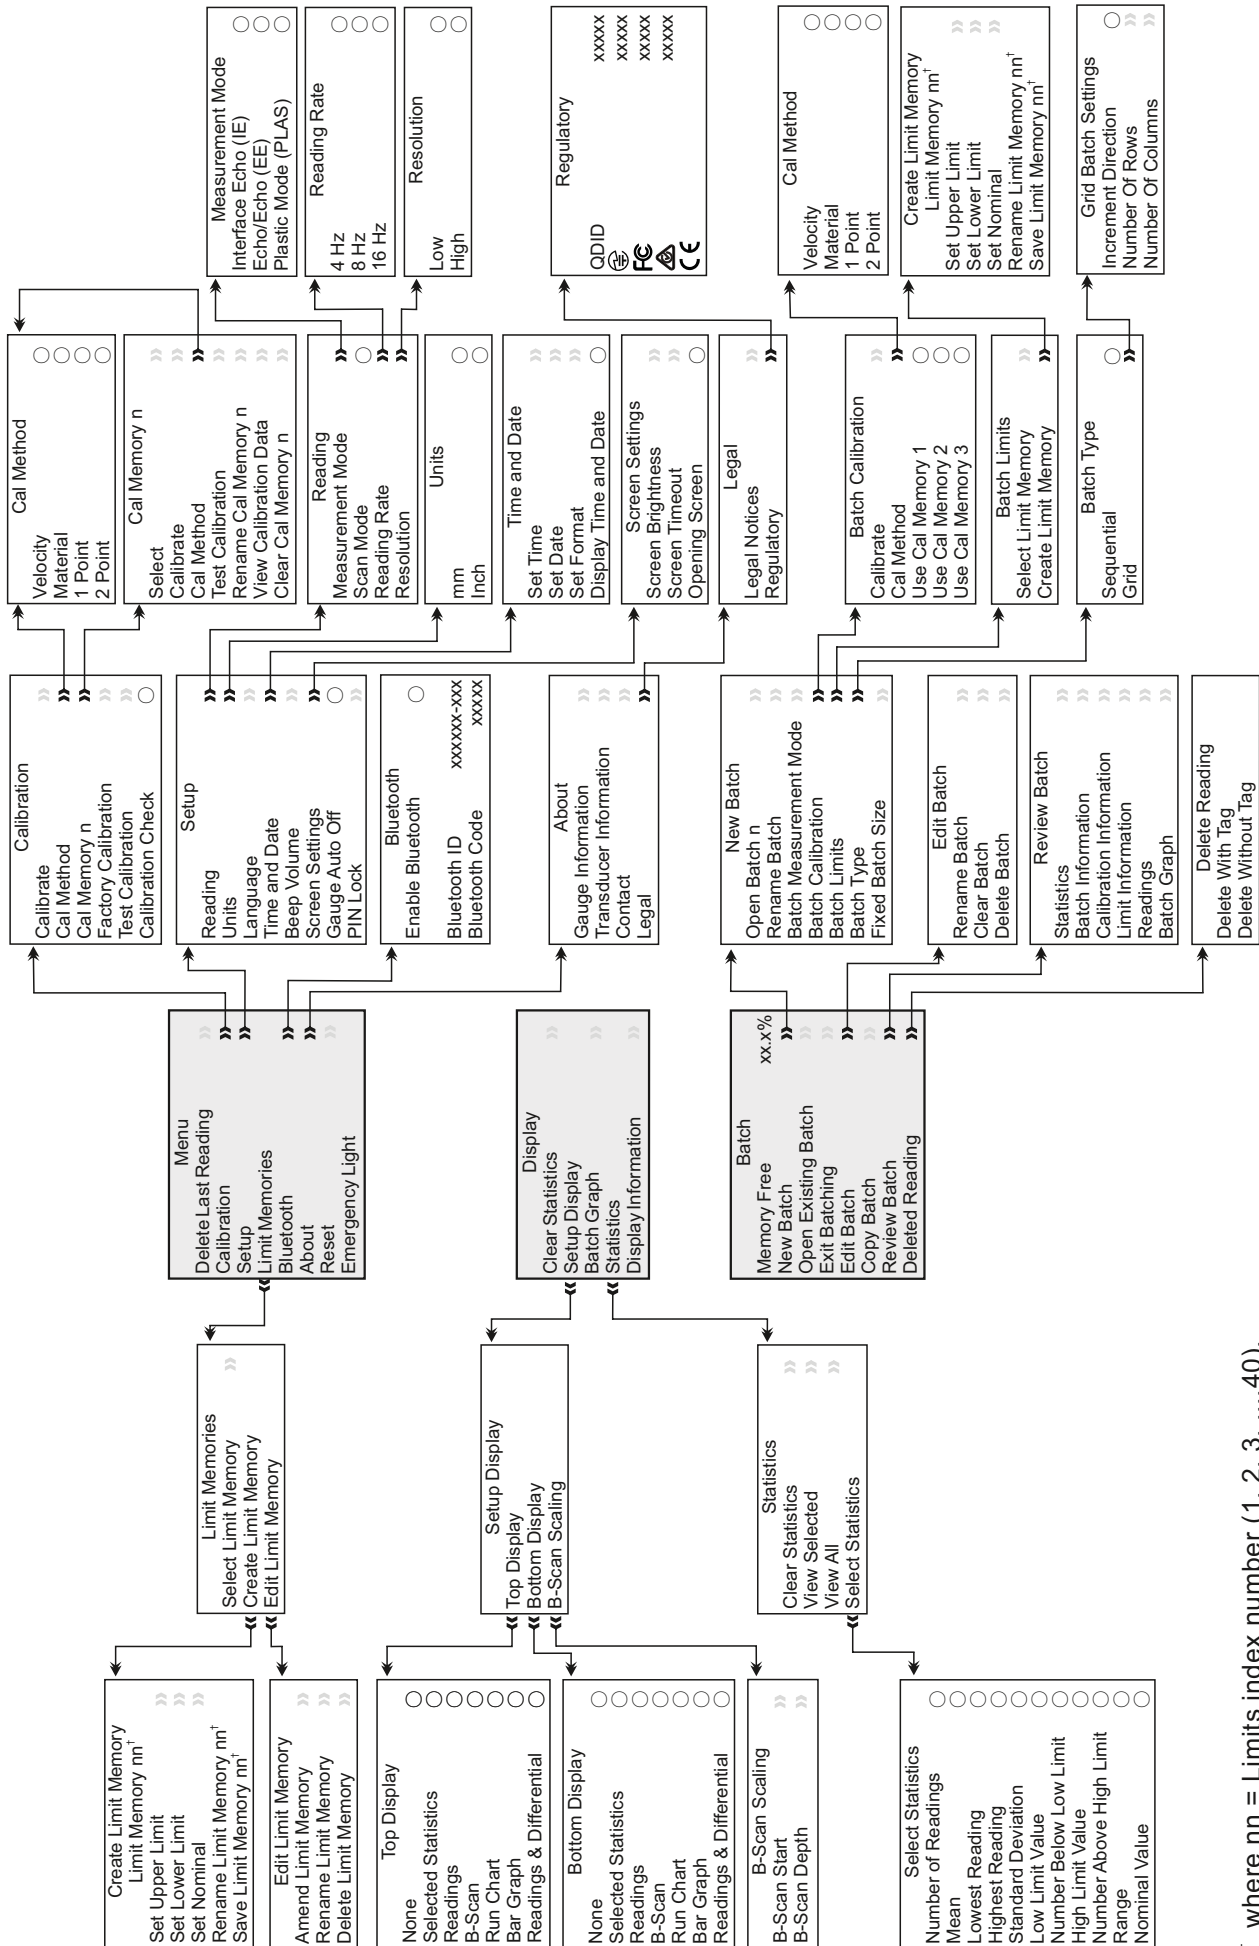 Create Limit Memory
Limit Memory nn†
Set Upper Limit
Set Lower Limit
Set Nominal
Rename Limit Memory nn†
Save Limit Memory nn†
Edit Limit Memory
Amend Limit Memory
Rename Limit Memory
Delete Limit Memory
Top Display
None
Selected Statistics
Readings
B-Scan
Run Chart
Bar Graph
Readings & Differential
Bottom Display
None
Selected Statistics
Readings
B-Scan
Run Chart
Bar Graph
Readings & Differential
B-Scan Scaling
B-Scan Start
B-Scan Depth
Select Statistics
Number of Readings
Mean
Lowest Reading
Highest Reading
Standard Deviation
Low Limit Value
Number Below Low Limit
High Limit Value
Number Above High Limit
Range
Nominal Value
Limit Memories
Select Limit Memory
Create Limit Memory
Edit Limit Memory
Setup Display
Top Display
Bottom Display
B-Scan Scaling
Statistics
Clear Statistics
View Selected
View All
Select Statistics
Menu
Delete Last Reading
Calibration
Setup
Limit Memories
Bluetooth
About
Reset
Emergency Light
Display
Clear Statistics
Setup Display
Batch Graph
Statistics
Display Information
Batch
Memory Free xx.x%
New Batch
Open Existing Batch
Exit Batching
Edit Batch
Copy Batch
Review Batch
Deleted Reading
Calibration
Calibrate
Cal Method
Cal Memory n
Factory Calibration
Test Calibration
Calibration Check
Setup
Reading
Units
Language
Time and Date
Beep Volume
Screen Settings
Gauge Auto Off
PIN Lock
Bluetooth
Enable Bluetooth
Bluetooth ID xxxxxx-xxx
Bluetooth Code xxxxx
About
Gauge Information
Transducer Information
Contact
Legal
New Batch
Open Batch n
Rename Batch
Batch Measurement Mode
Batch Calibration
Batch Limits
Batch Type
Fixed Batch Size
Edit Batch
Rename Batch
Clear Batch
Delete Batch
Review Batch
Statistics
Batch Information
Calibration Information
Limit Information
Readings
Batch Graph
Delete Reading
Delete With Tag
Delete Without Tag
Cal Method
Velocity
Material
1 Point
2 Point
Cal Memory n
Select
Calibrate
Cal Method
Test Calibration
Rename Cal Memory n
View Calibration Data
Clear Cal Memory n
Reading
Measurement Mode
Scan Mode
Reading Rate
Resolution
Units
mm
Inch
Time and Date
Set Time
Set Date
Set Format
Display Time and Date
Screen Settings
Screen Brightness
Screen Timeout
Opening Screen
Legal
Legal Notices
Regulatory
Batch Calibration
Calibrate
Cal Method
Use Cal Memory 1
Use Cal Memory 2
Use Cal Memory 3
Batch Limits
Select Limit Memory
Create Limit Memory
Batch Type
Sequential
Grid
Measurement Mode
Interface Echo (IE)
Echo/Echo (EE)
Plastic Mode (PLAS)
Reading Rate
4 Hz
8 Hz
16 Hz
Resolution
Low
High
Regulatory
QDID xxxxx
xxxxx
FC xxxxx
xxxxx
CE
Cal Method
Velocity
Material
1 Point
2 Point
Create Limit Memory
Limit Memory nn†
Set Upper Limit
Set Lower Limit
Set Nominal
Rename Limit Memory nn†
Save Limit Memory nn†
Grid Batch Settings
Increment Direction
Number Of Rows
Number Of Columns
where nn = Limits index number (1, 2, 3, ....40).